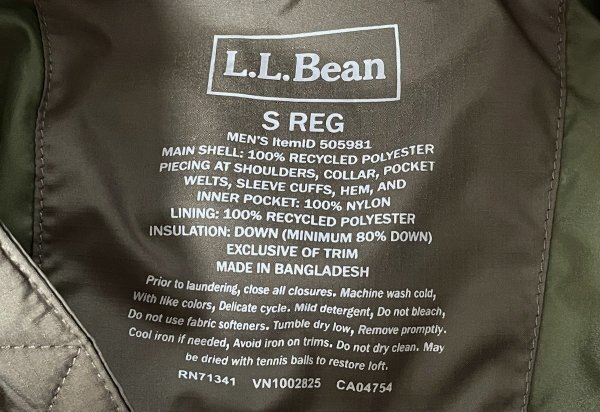 L.L.Bean
S REG
MEN'S ItemID 505981
MAIN SHELL: 100% RECYCLED POLYESTER
PIECING AT SHOULDERS, COLLAR, POCKET
WELTS, SLEEVE CUFFS, HEM, AND
INNER POCKET: 100% NYLON
LINING: 100% RECYCLED POLYESTER
INSULATION: DOWN (MINIMUM 80% DOWN)
EXCLUSIVE OF TRIM
MADE IN BANGLADESH
Prior to laundering, close all closures. Machine wash cold,
With like colors, Delicate cycle. Mild detergent, Do not bleach,
Do not use fabric softeners. Tumble dry low, Remove promptly.
Cool iron if needed, Avoid iron on trims. Do not dry clean. May
be dried with tennis balls to restore loft.
RN71341 VN1002825 CA04754